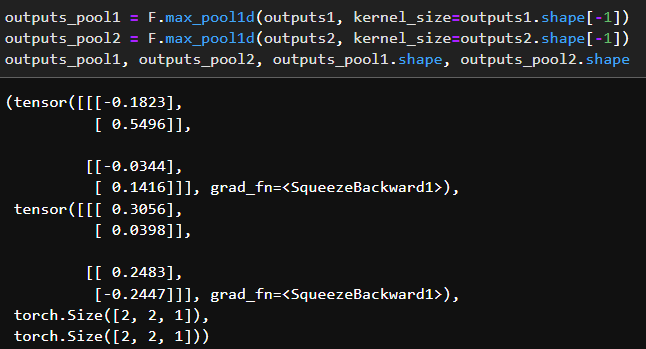 outputs_pool1 = F.max_pool1d(outputs1, kernel_size=outputs1.shape[-1])
outputs_pool2 = F.max_pool1d(outputs2, kernel_size=outputs2.shape[-1])
outputs_pool1, outputs_pool2, outputs_pool1.shape, outputs_pool2.shape
(tensor([[[-0.1823],
          [ 0.5496]],

         [[-0.0344],
          [ 0.1416]]], grad_fn=<SqueezeBackward1>),
 tensor([[[ 0.3056],
          [ 0.0398]],

         [[ 0.2483],
          [-0.2447]]], grad_fn=<SqueezeBackward1>),
 torch.Size([2, 2, 1]),
 torch.Size([2, 2, 1]))